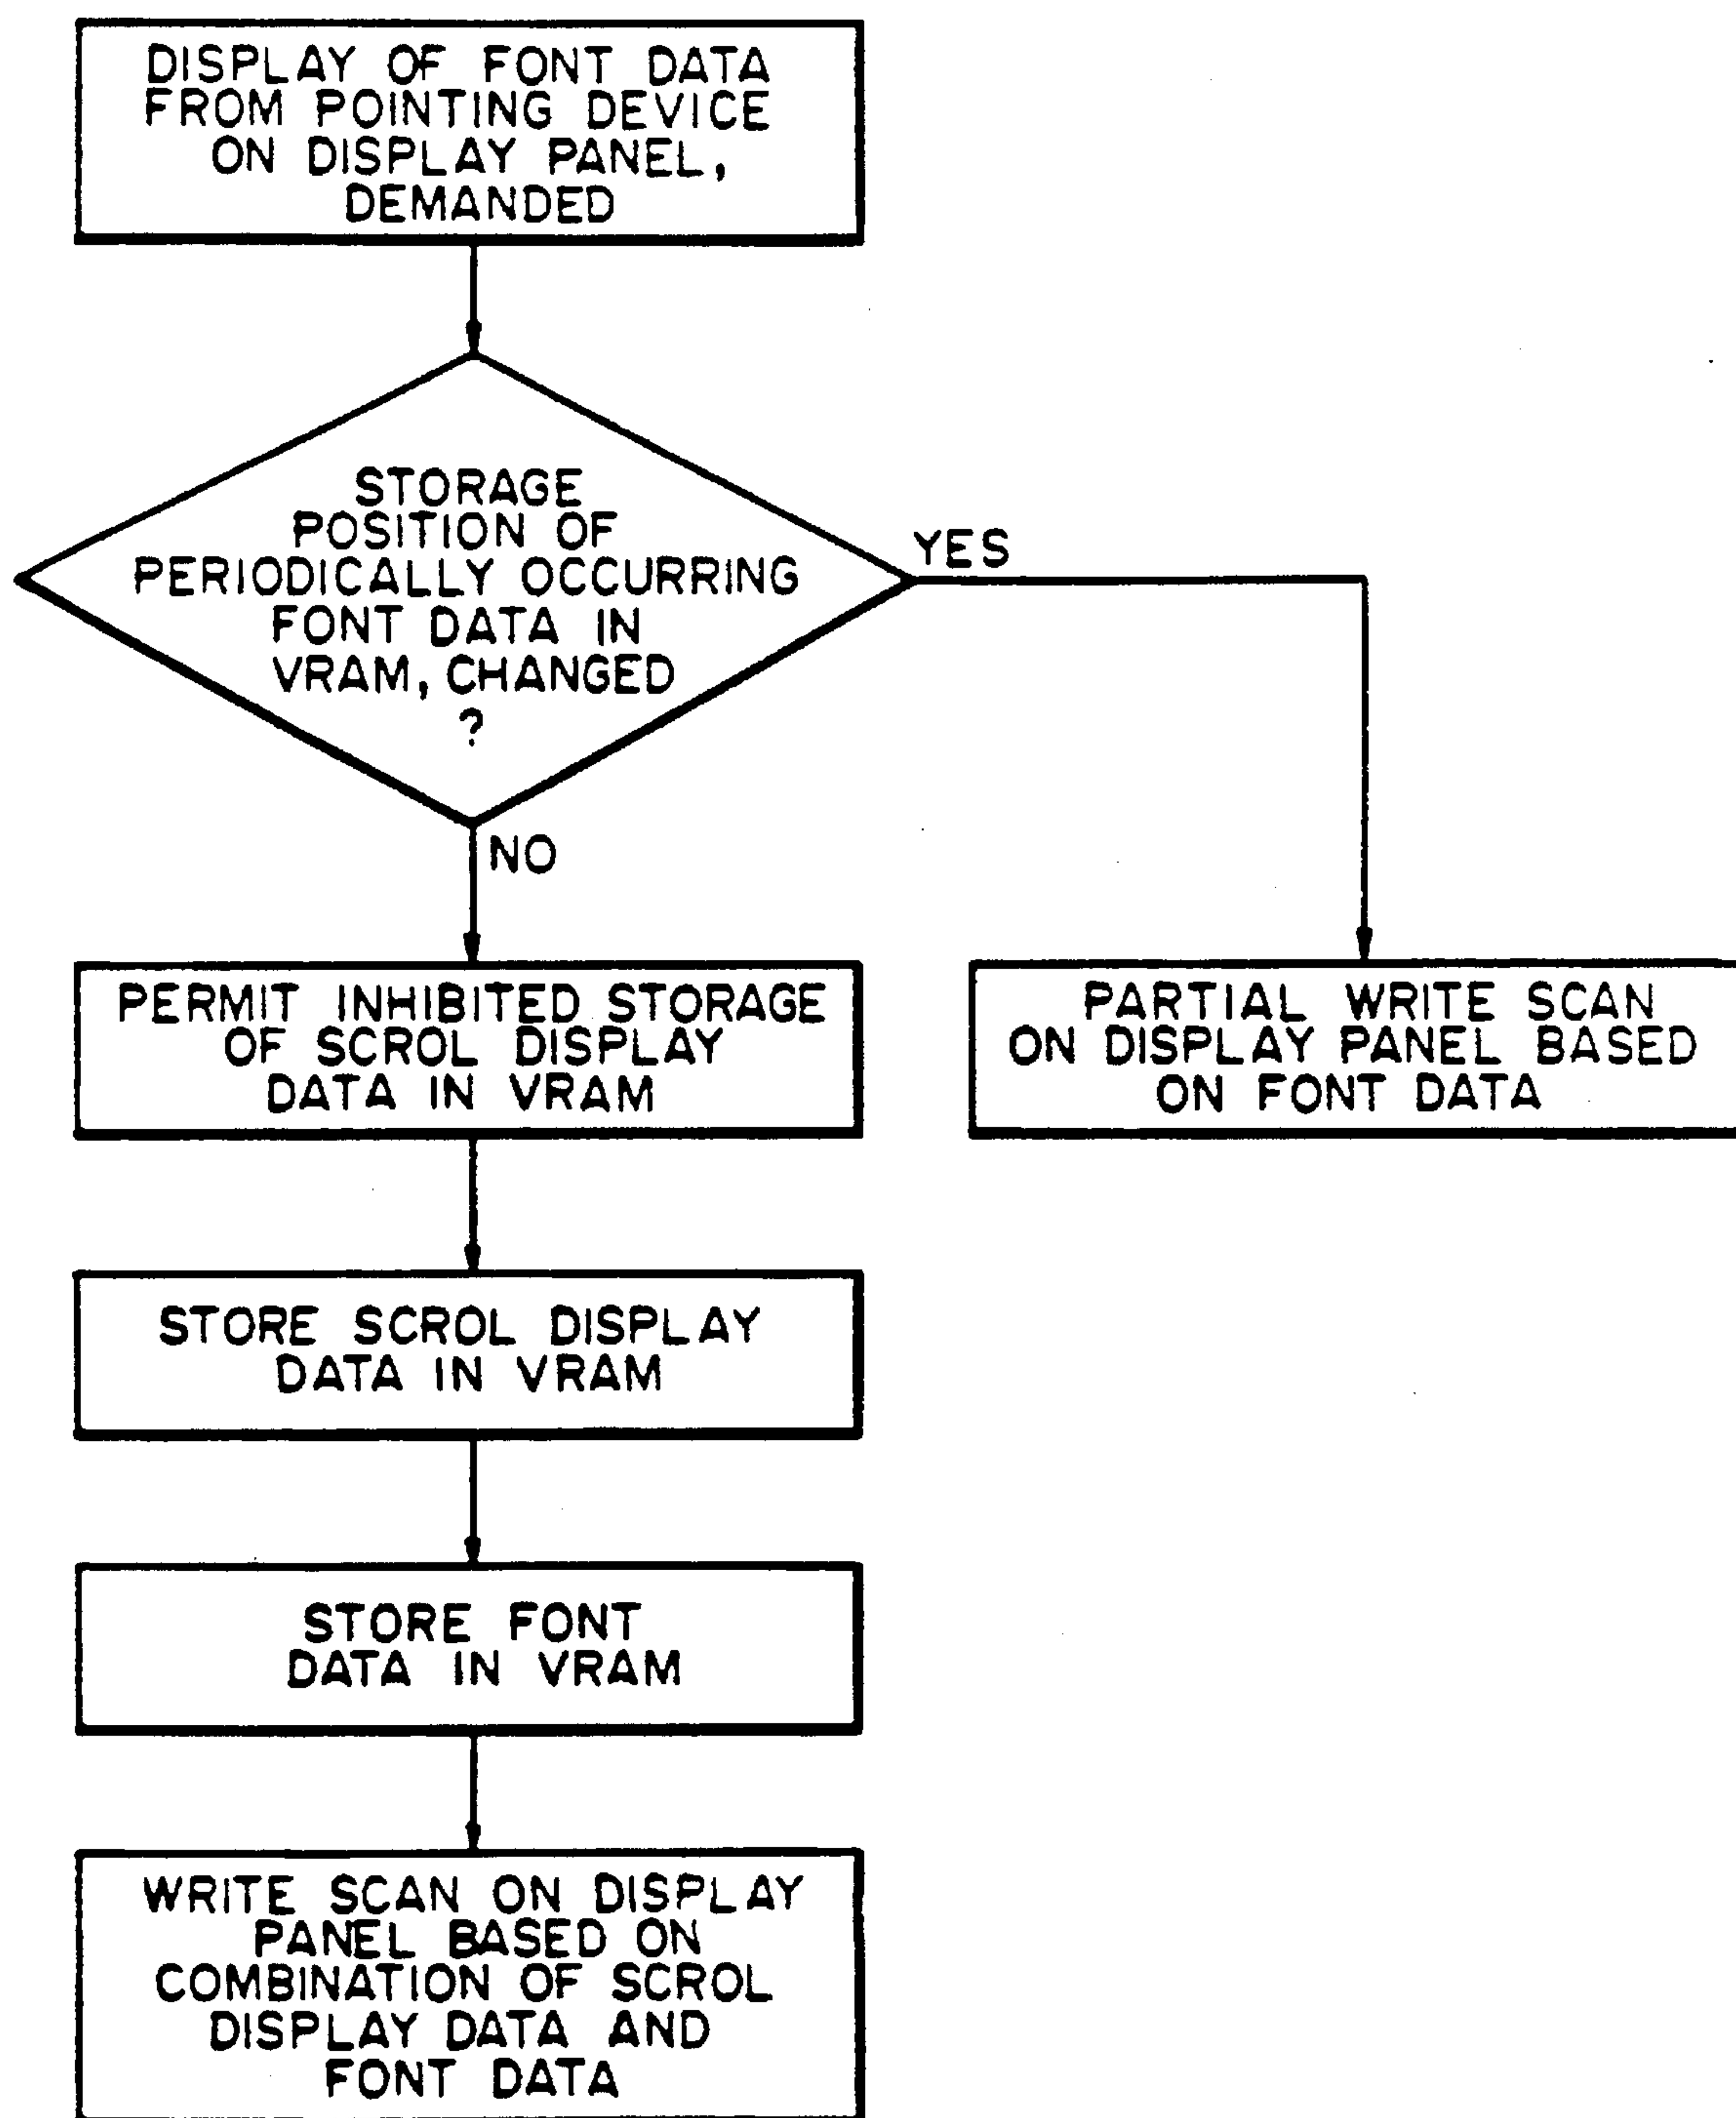 DISPLAY OF FONT DATA
FROM POINTING DEVICE
ON DISPLAY PANEL,
DEMANDED
STORAGE
POSITION OF
PERIODICALLY OCCURRING
FONT DATA IN
VRAM, CHANGED
?
YES
NO
PERMIT INHIBITED STORAGE
OF SCROL DISPLAY
DATA IN VRAM
PARTIAL WRITE SCAN
ON DISPLAY PANEL BASED
ON FONT DATA
STORE SCROL DISPLAY
DATA IN VRAM
STORE FONT
DATA IN VRAM
WRITE SCAN ON DISPLAY
PANEL BASED ON
COMBINATION OF SCROL
DISPLAY DATA AND
FONT DATA